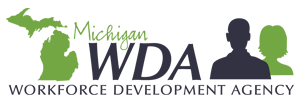 Michigan
WDA
WORKFORCE DEVELOPMENT AGENCY